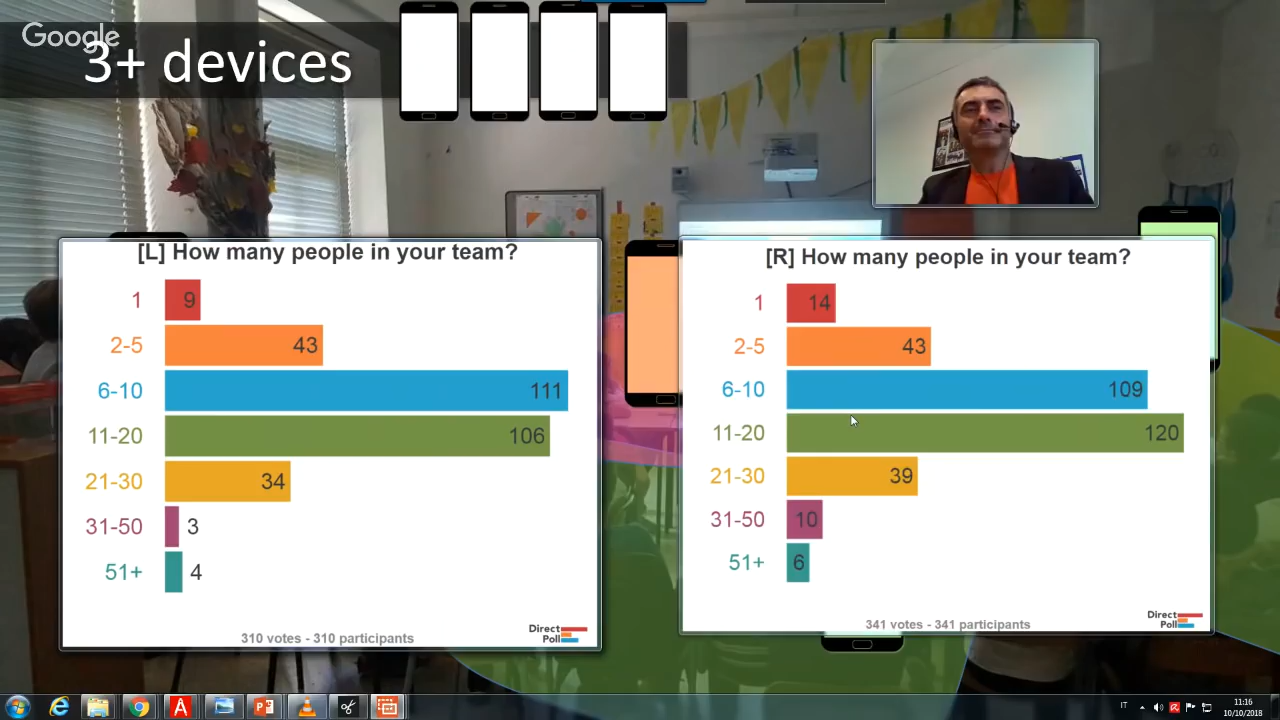 Google
3+ devices
[L] How many people in your team?
1 9
2-5 43
6-10 111
11-20 106
21-30 34
31-50 3
51+ 4
310 votes - 310 participants
Direct
Poll
[R] How many people in your team?
1 14
2-5 43
6-10 109
11-20 120
21-30 39
31-50 10
51+ 6
341 votes - 341 participants
Direct
Poll
IT
11:16
10/10/2018